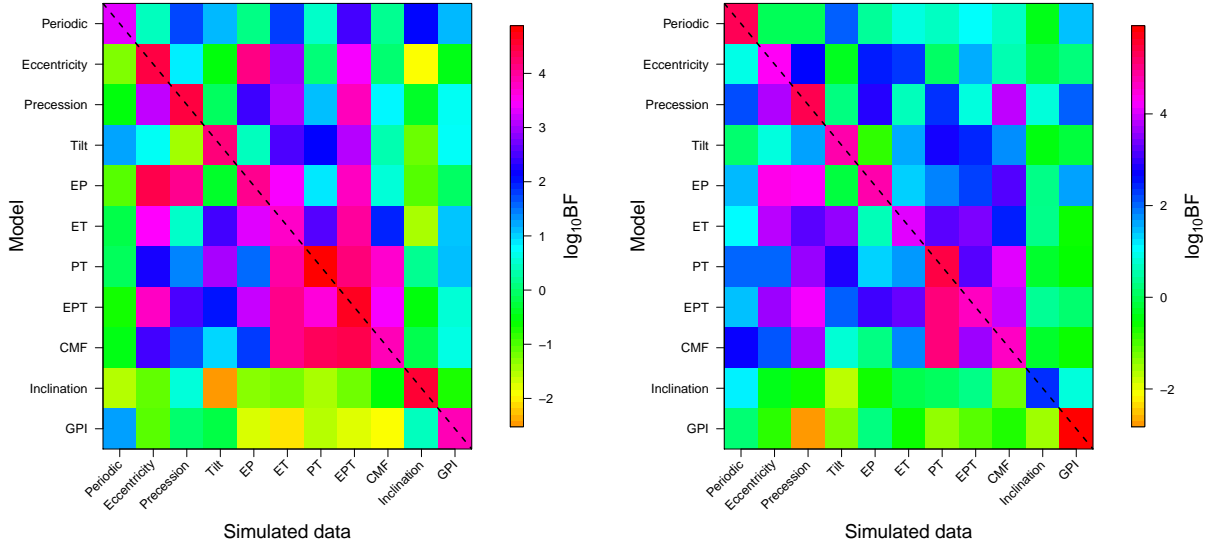 Periodic
Eccentricity
Precession
Tilt
EP
ET
PT
EPT
CMF
Inclination
GPI
Model
Periodic
Eccentricity
Precession
Tilt
EP
ET
PT
EPT
CMF
Inclination
GPI
Simulated data
4
3
2
1
0
−1
−2
log₁₀BF
Periodic
Eccentricity
Precession
Tilt
EP
ET
PT
EPT
CMF
Inclination
GPI
Model
Periodic
Eccentricity
Precession
Tilt
EP
ET
PT
EPT
CMF
Inclination
GPI
Simulated data
4
2
0
−2
log₁₀BF